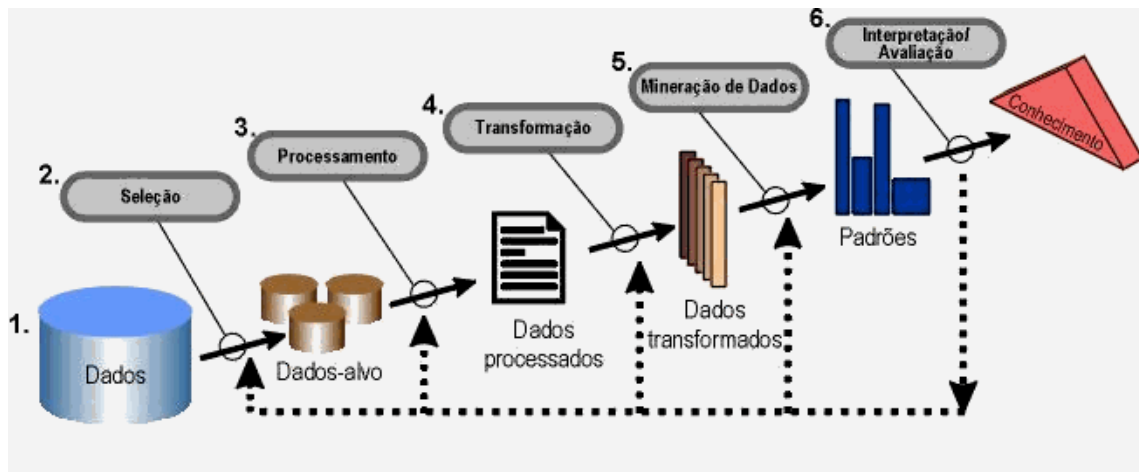 6.
Interpretação/
Avaliação
5.
Mineração de Dados
Conhecimento
4.
Transformação
3.
Processamento
2.
Seleção
Padrões
Dados
transformados
Dados
processados
1.
Dados
Dados-alvo